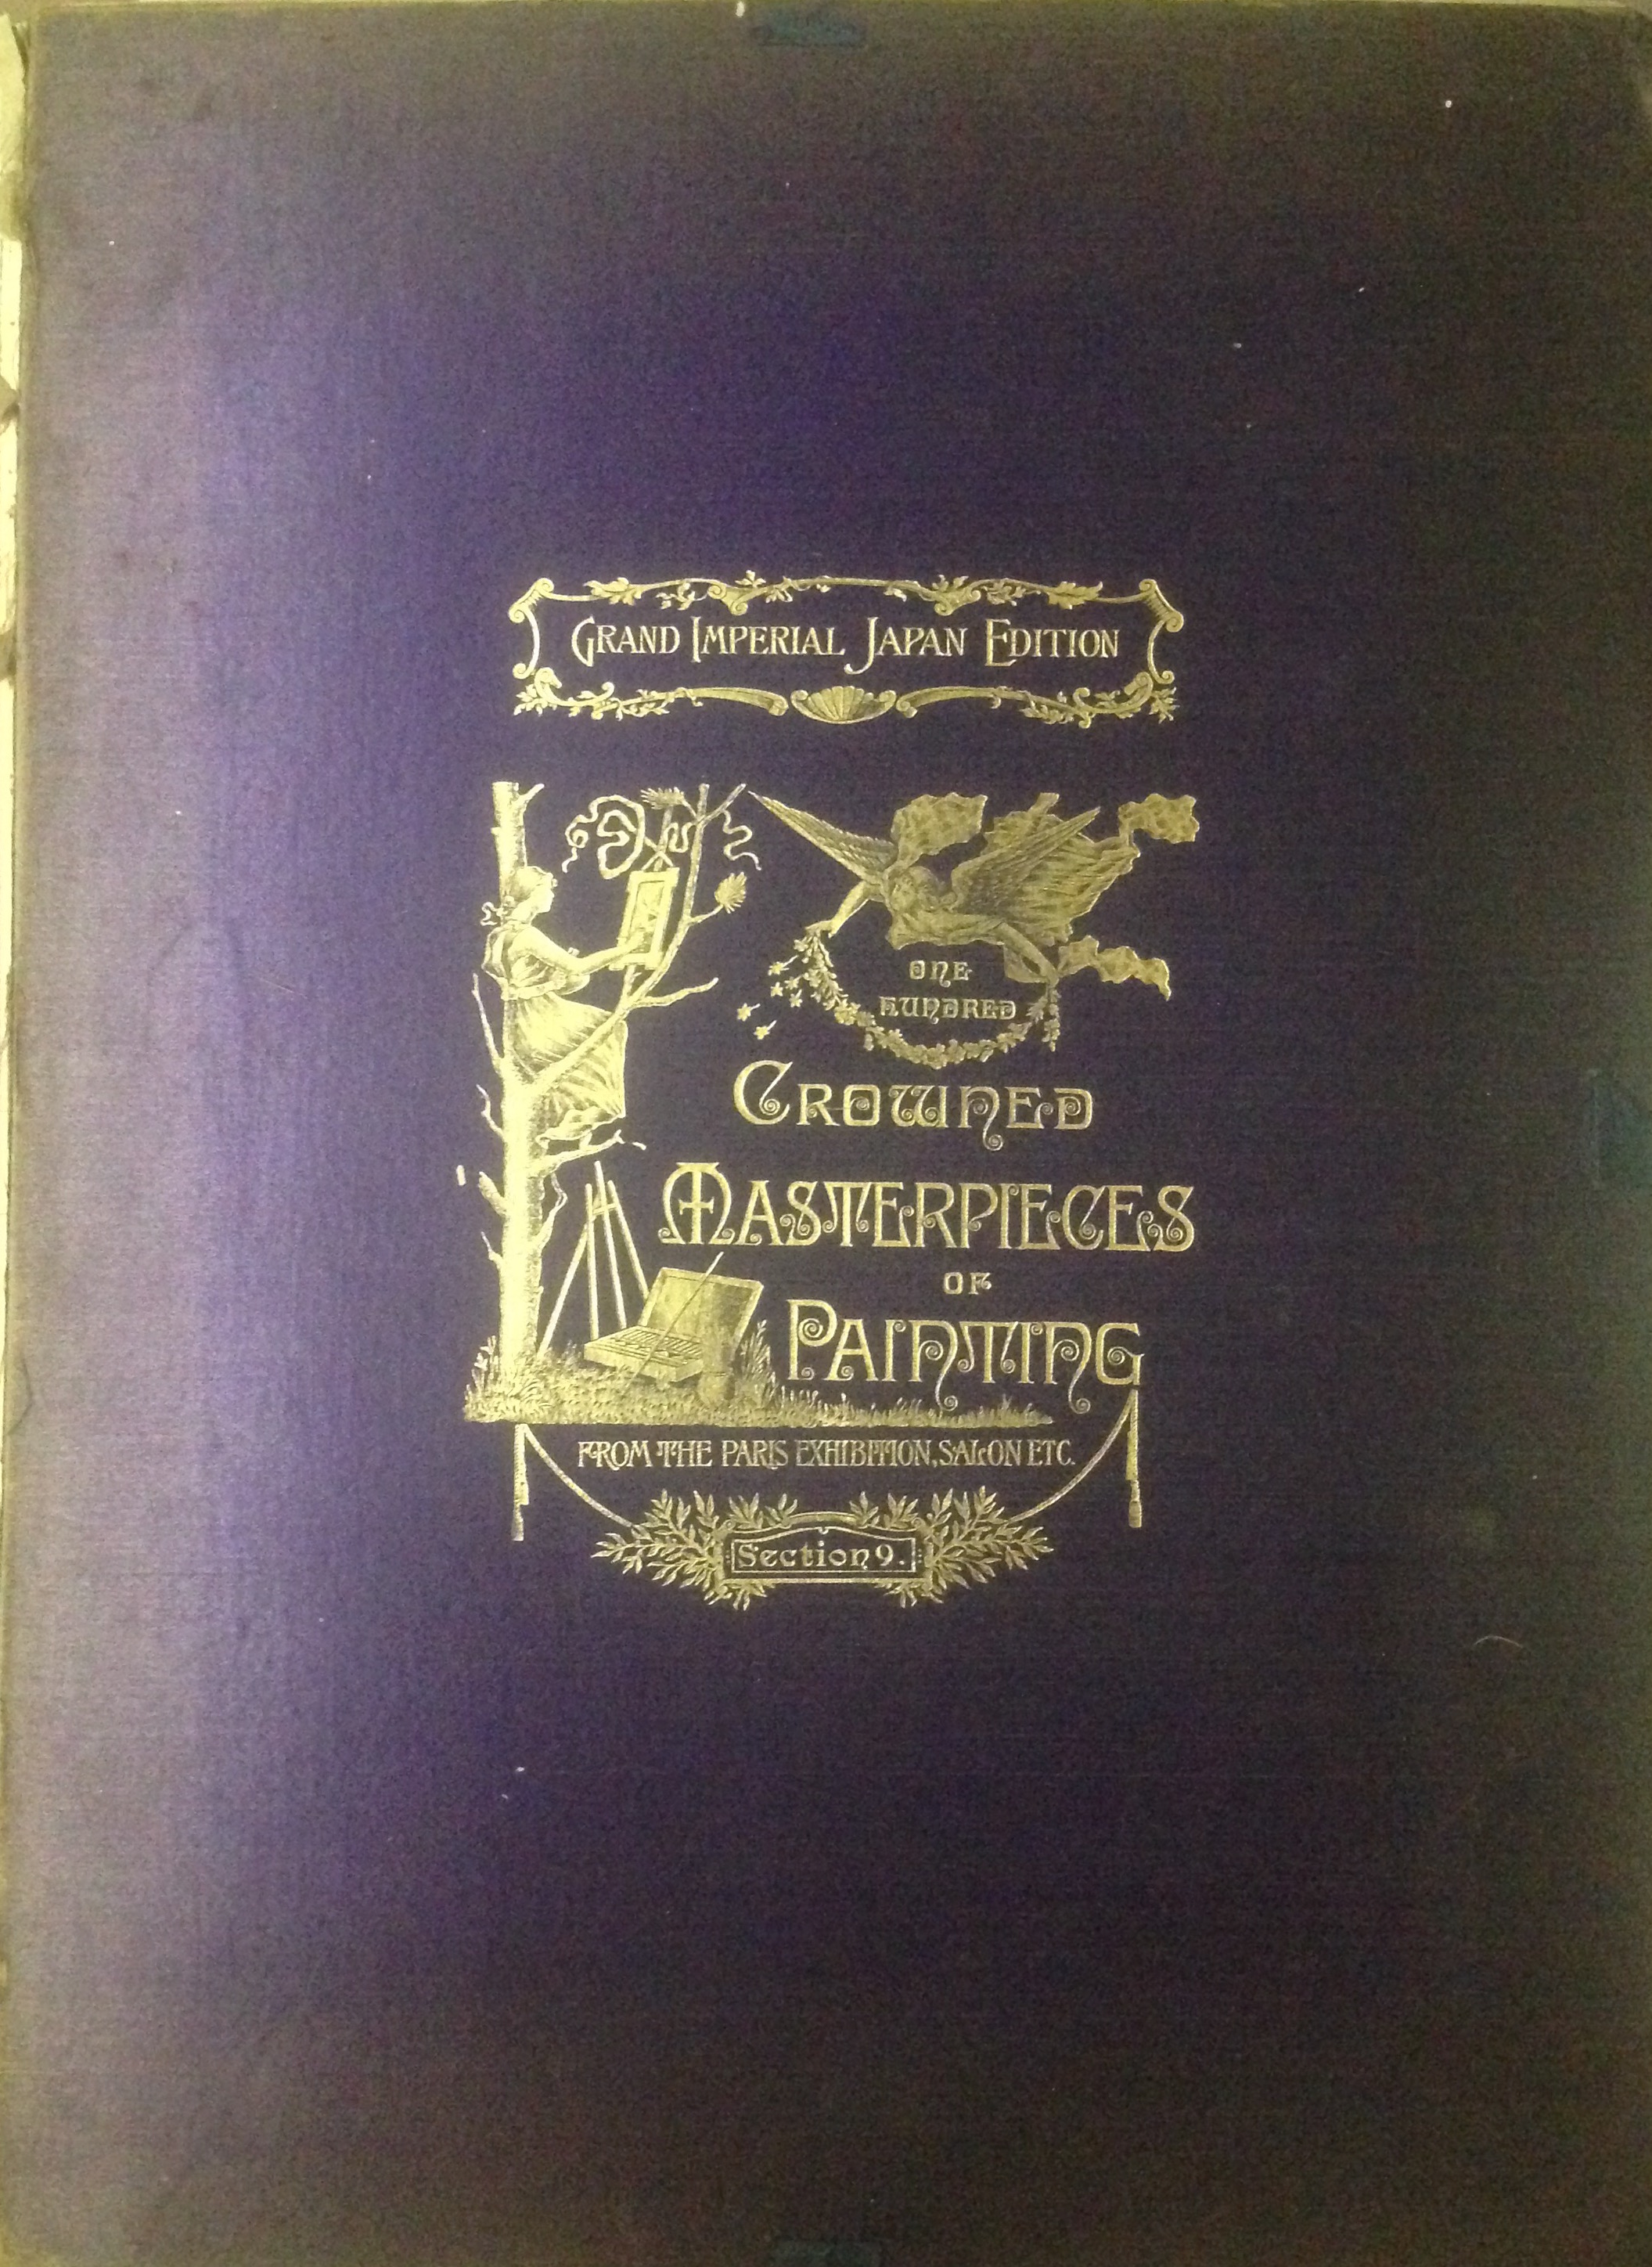 GRAND IMPERIAL JAPAN EDITION
ONE
HUNDRED
CROWNED
MASTERPIECES
OF
PAINTING
FROM THE PARIS EXHIBITION, SALON ETC.
Section 9.